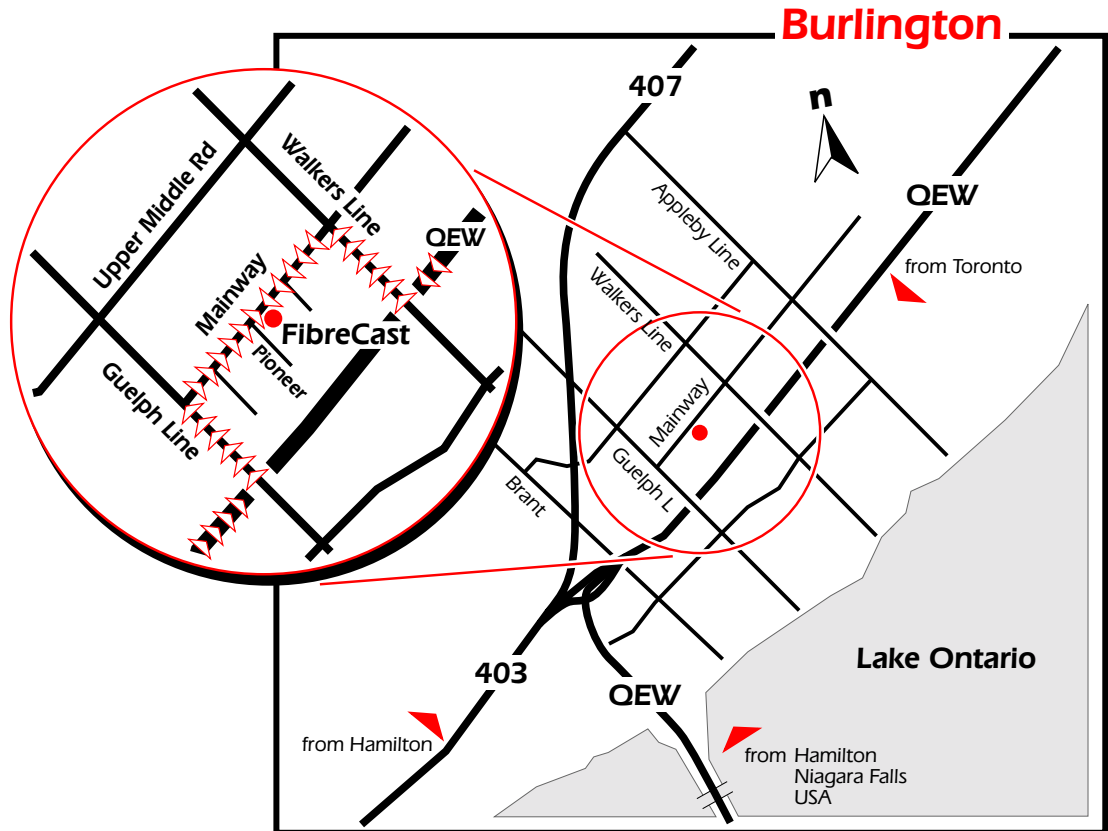 Burlington
407
n
Walkers Line
Upper Middle Rd
QEW
Appleby Line
QEW
from Toronto
Mainway
Walkers Line
FibreCast
Pioneer
Guelph Line
Mainway
Guelph L
Brant
Lake Ontario
403
QEW
from Hamilton
from Hamilton
Niagara Falls
USA